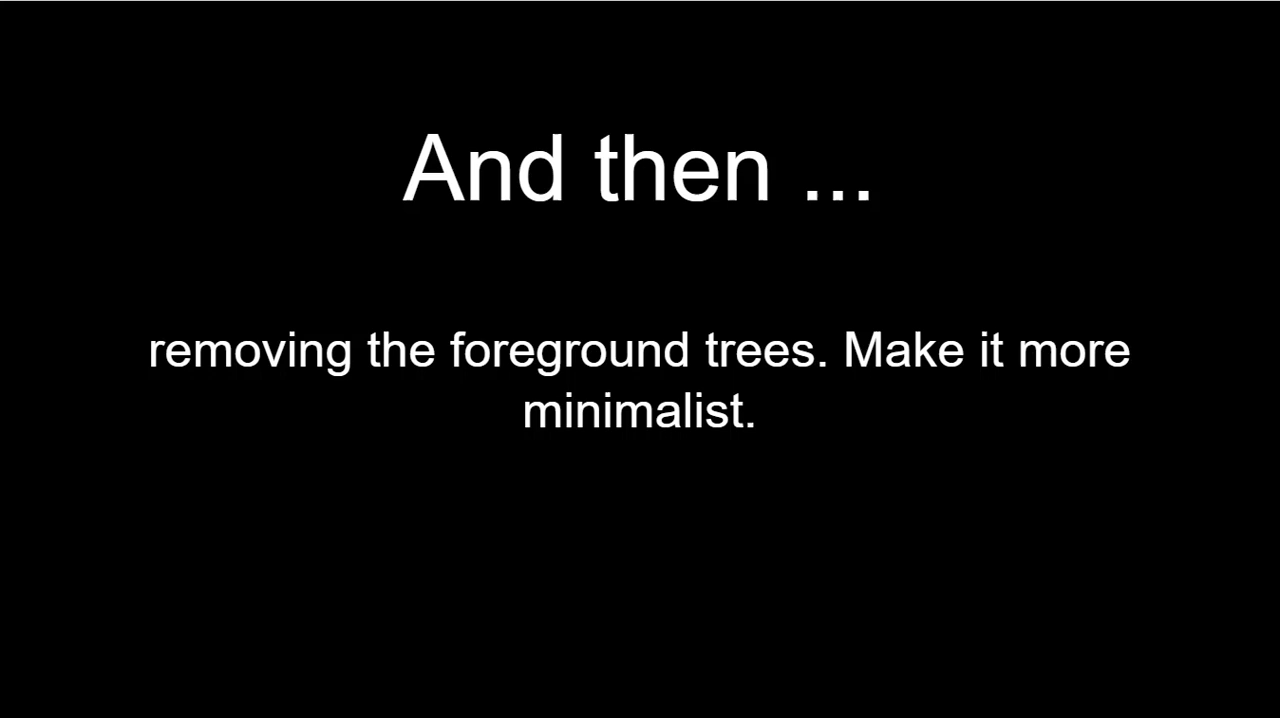 And then ...
removing the foreground trees. Make it more
minimalist.